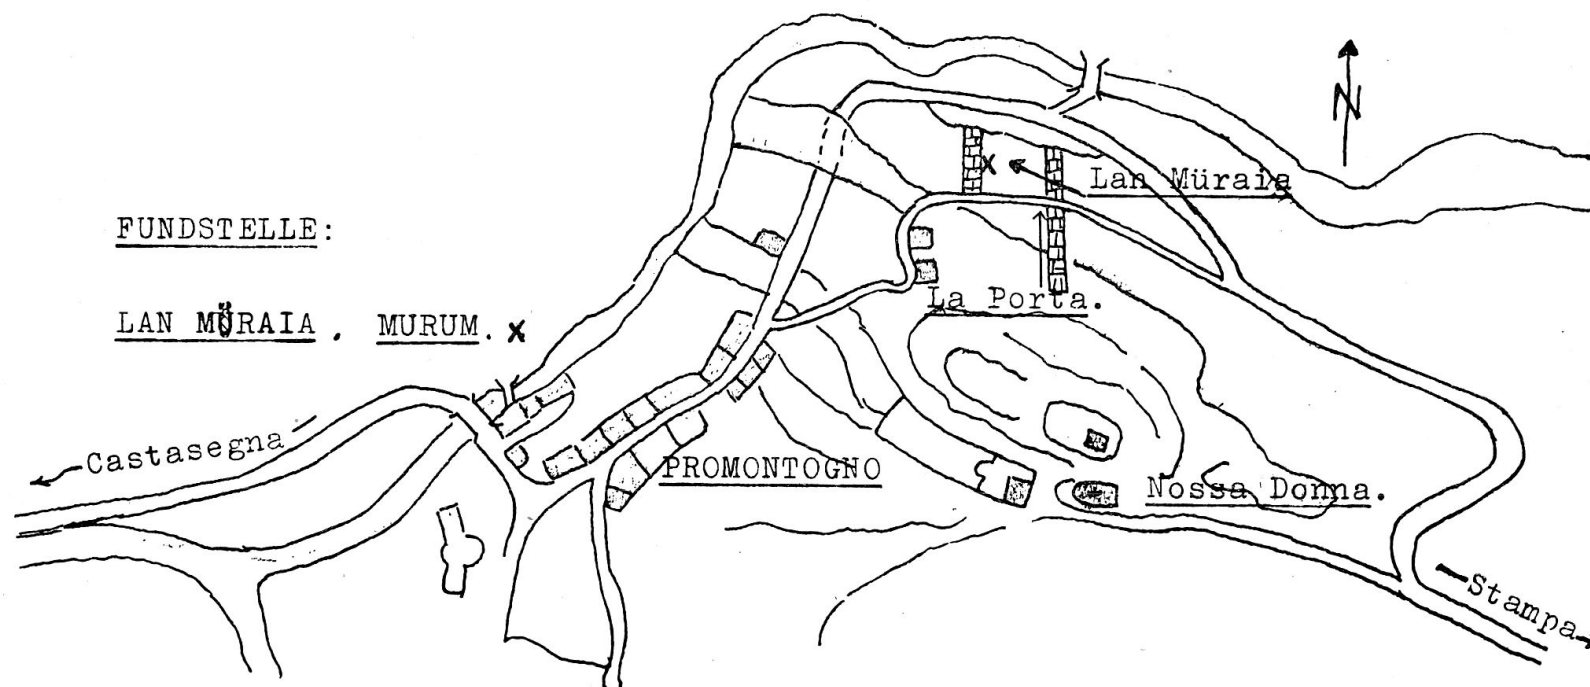 N
Lan Müraia
FUNDSTELLE:
La Porta.
LAN MÜRAIA . MURUM. x
Castasegna
PROMONTOGNO
Nossa Donna.
Stampa